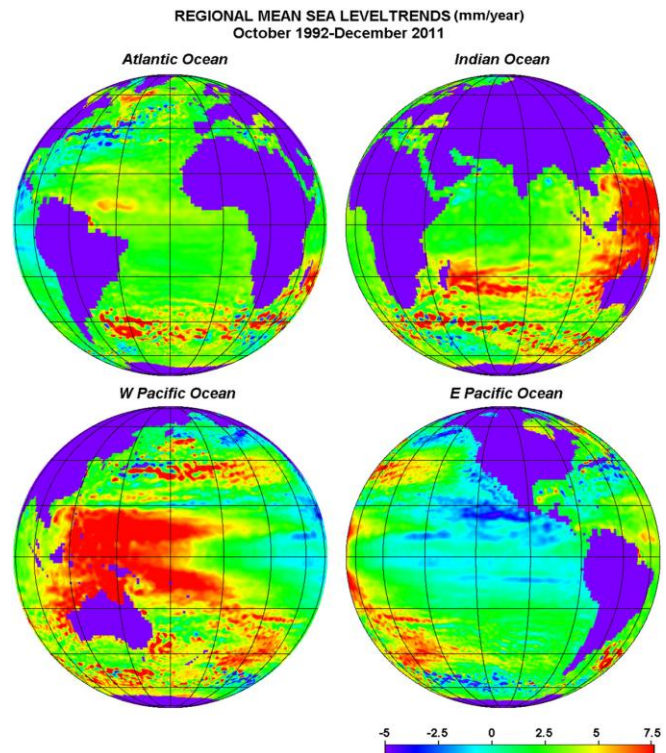 REGIONAL MEAN SEA LEVELTRENDS (mm/year)
October 1992-December 2011
Atlantic Ocean
Indian Ocean
W Pacific Ocean
E Pacific Ocean
-5 -2.5 0 2.5 5 7.5